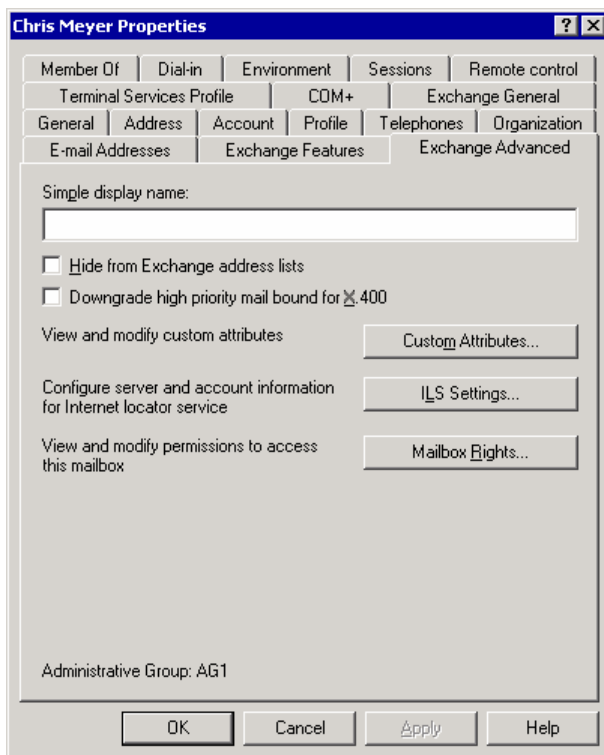 Chris Meyer Properties
Member Of Dial-in Environment Sessions Remote control
Terminal Services Profile COM+ Exchange General
General Address Account Profile Telephones Organization
E-mail Addresses Exchange Features Exchange Advanced
Simple display name:
Hide from Exchange address lists
Downgrade high priority mail bound for X.400
View and modify custom attributes
Custom Attributes...
Configure server and account information
for Internet locator service
ILS Settings...
View and modify permissions to access
this mailbox
Mailbox Rights...
Administrative Group: AG1
OK Cancel Apply Help